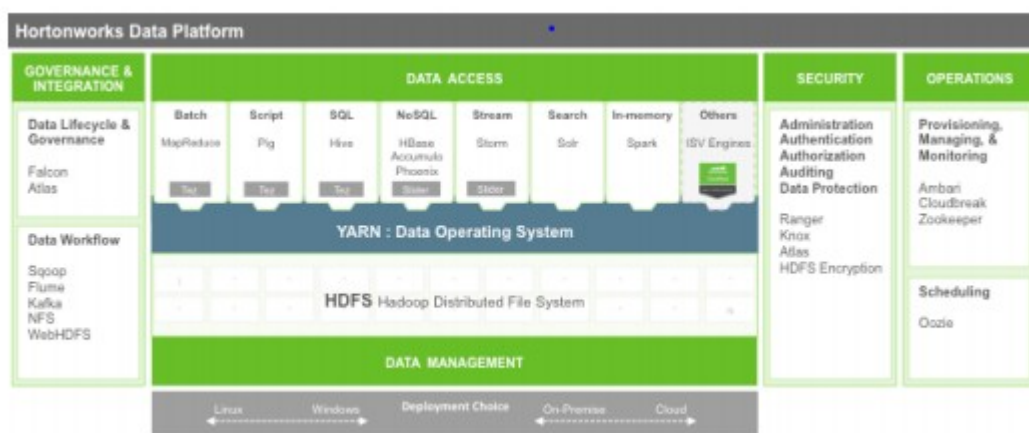 Hortonworks Data Platform
GOVERNANCE &
INTEGRATION
Data Lifecycle &
Governance
Falcon
Atlas
Data Workflow
Sqoop
Flume
Kafka
NFS
WebHDFS
DATA ACCESS
Batch
MapReduce
Tez
Script
Pig
Tez
SQL
Hive
Tez
NoSQL
HBase
Accumulo
Phoenix
Slider
Stream
Storm
Slider
Search
Solr
In-memory
Spark
Others
ISV Engines
YARN : Data Operating System
HDFS Hadoop Distributed File System
DATA MANAGEMENT
Linux Windows Deployment Choice On-Premise Cloud
SECURITY
Administration
Authentication
Authorization
Auditing
Data Protection
Ranger
Knox
Atlas
HDFS Encryption
OPERATIONS
Provisioning,
Managing, &
Monitoring
Ambari
Cloudbreak
Zookeeper
Scheduling
Oozie